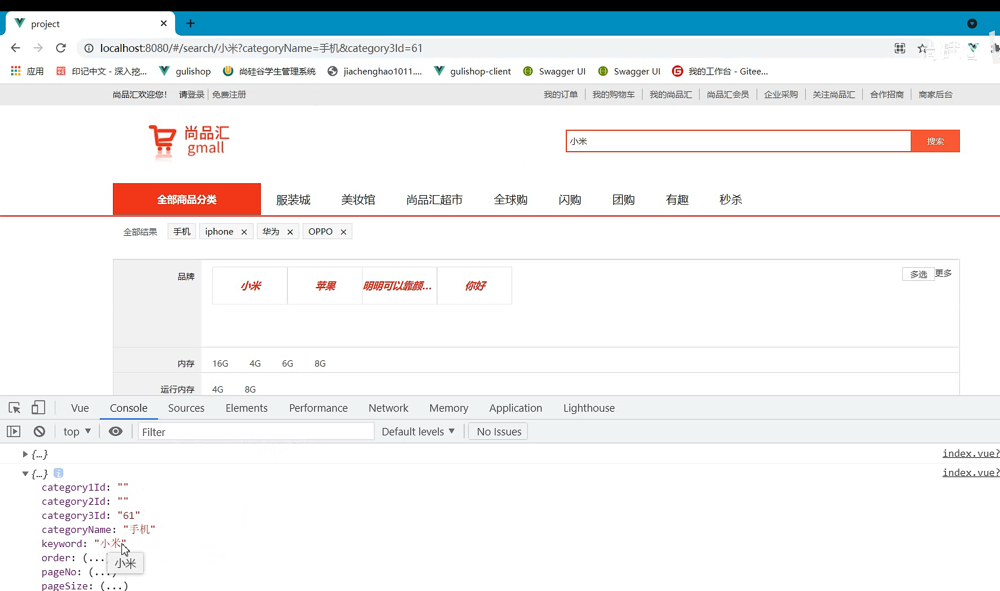 project
localhost:8080/#/search/小米?categoryName=手机&category3Id=61
应用 印记中文 - 深入挖... gulishop 尚硅谷学生管理系统 jiachenghao1011.... gulishop-client Swagger UI Swagger UI 我的工作台 - Gitee...
尚品汇欢迎您! 请登录 免费注册 我的订单 我的购物车 我的尚品汇 尚品汇会员 企业采购 关注尚品汇 合作招商 商家后台
尚品汇
gmall
小米 搜索
全部商品分类 服装城 美妆馆 尚品汇超市 全球购 闪购 团购 有趣 秒杀
全部结果 手机 iphone × 华为 × OPPO ×
品牌 小米 苹果 明明可以靠颜... 你好 多选 更多
内存 16G 4G 6G 8G
运行内存 4G 8G
Vue Console Sources Elements Performance Network Memory Application Lighthouse
top Filter Default levels No Issues
{…} index.vue?
{…} index.vue?
category1Id: ""
category2Id: ""
category3Id: "61"
categoryName: "手机"
keyword: "小米"
order: (...
小米
pageNo: (...)
pageSize: (...)